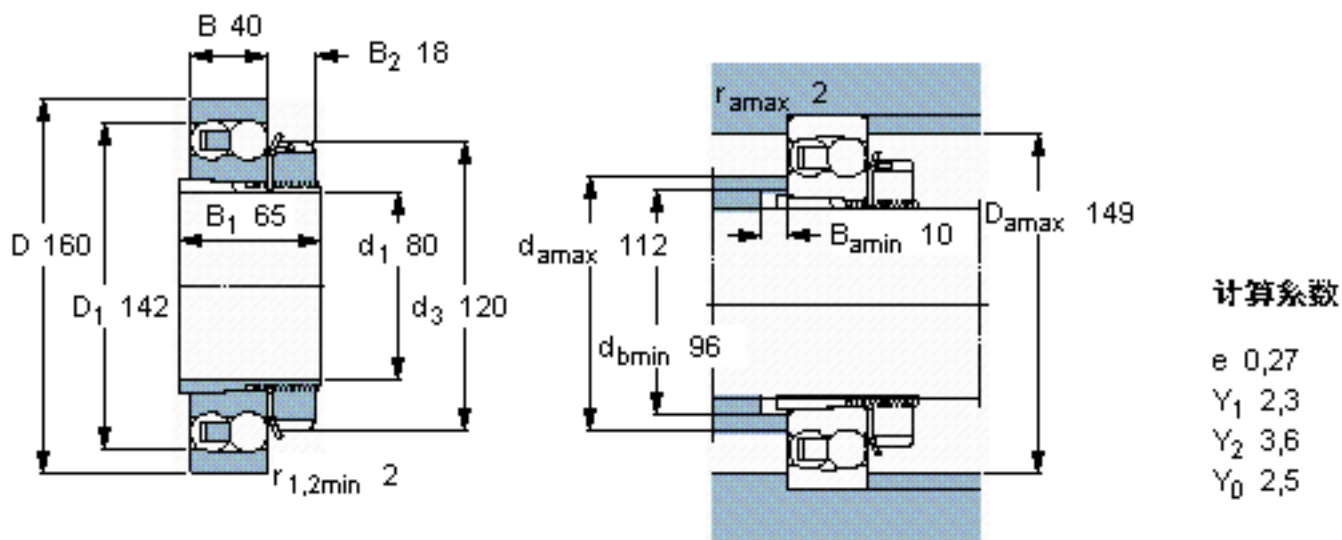 B 40
B2 18
D 160
D1 142
B1 65
d1 80
d3 120
r1,2min 2
ramax 2
damax 112
dbmin 96
Bamin 10
Damax 149
计算系数
e 0,27
Y1 2,3
Y2 3,6
Y0 2,5